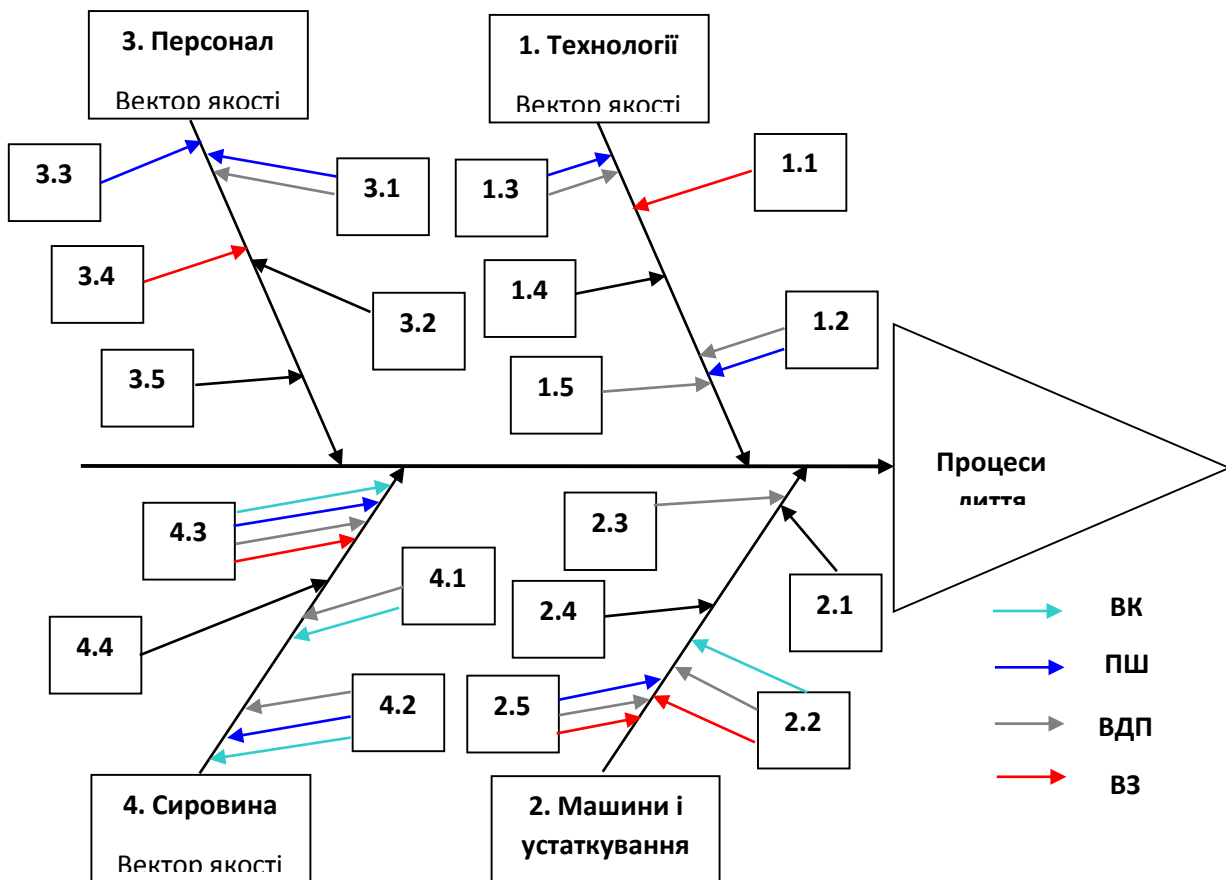 3. Персонал
Вектор якості
1. Технології
Вектор якості
3.3
3.1
1.3
1.1
3.4
3.2
1.4
1.2
3.5
1.5
Процеси
лиття
4.3
2.3
4.1
2.4
2.1
4.4
4.2
2.5
2.2
ВК
ПШ
ВДП
ВЗ
4. Сировина
Вектор якості
2. Машини і
устаткування